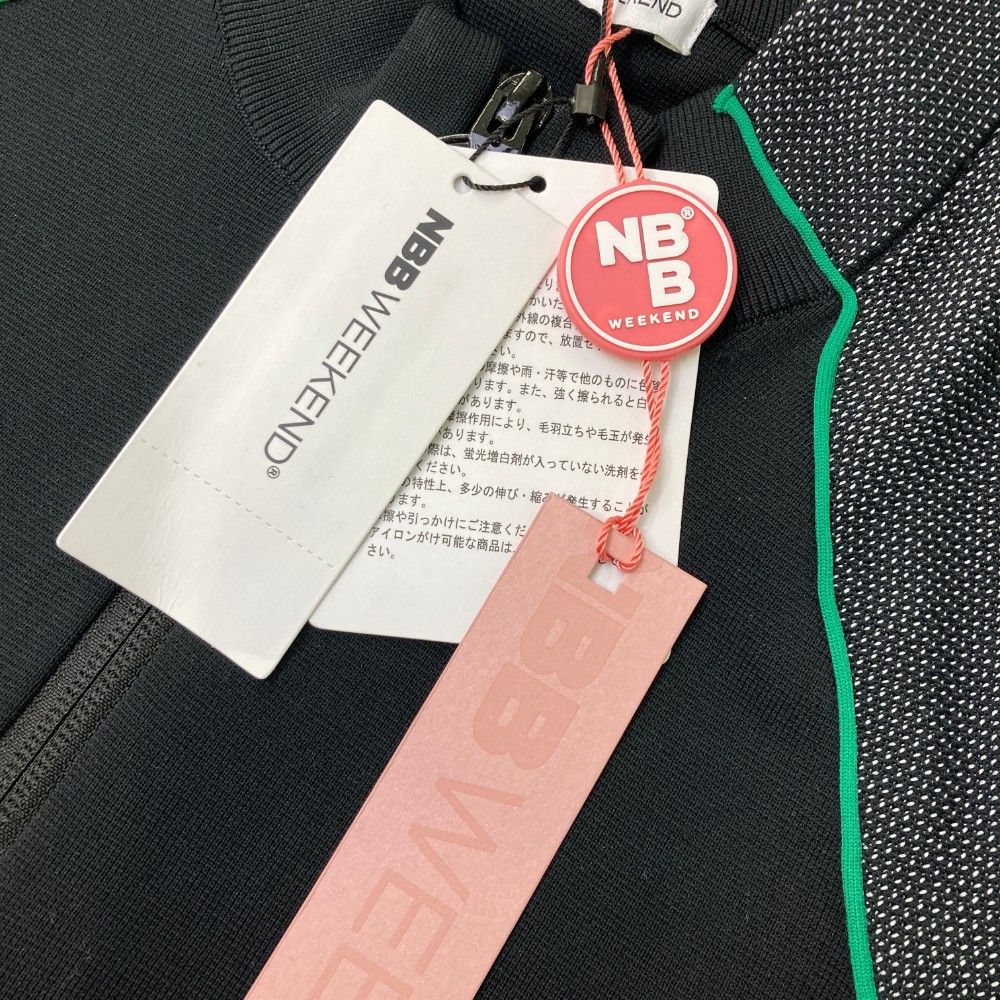 EKEND
NBB WEEKEND®
NB®
B
WEEKEND
かいた
外線の複合
ますので、放置せ
い。
摩擦や雨・汗等で他のものに色
ります。また、強く擦られると白
があります。
摩擦作用により、毛羽立ちや毛玉が発生
あります。
際は、蛍光増白剤が入っていない洗剤を
ください。
の特性上、多少の伸び・縮みが発生することが
ます。
摩擦や引っかけにご注意くだ
アイロンがけ可能な商品は、
さい。
NBB WEE